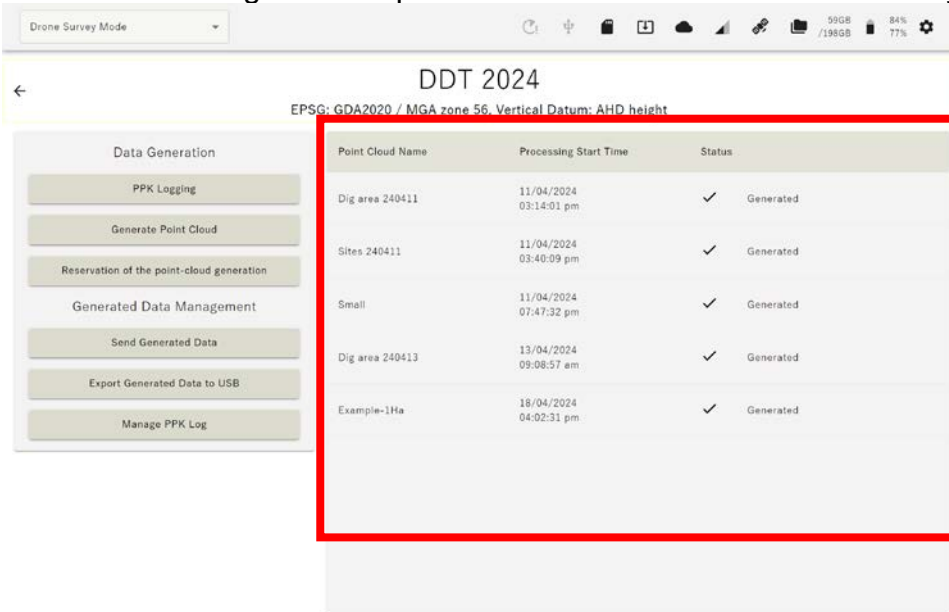 Drone Survey Mode
59GB
/198GB
84%
77%
DDT 2024
EPSG: GDA2020 / MGA zone 56, Vertical Datum: AHD height
Data Generation
PPK Logging
Generate Point Cloud
Reservation of the point-cloud generation
Generated Data Management
Send Generated Data
Export Generated Data to USB
Manage PPK Log
Point Cloud Name Processing Start Time Status
Dig area 240411 11/04/2024 03:14:01 pm Generated
Sites 240411 11/04/2024 03:40:09 pm Generated
Small 11/04/2024 07:47:32 pm Generated
Dig area 240413 13/04/2024 09:08:57 am Generated
Example-1Ha 18/04/2024 04:02:31 pm Generated